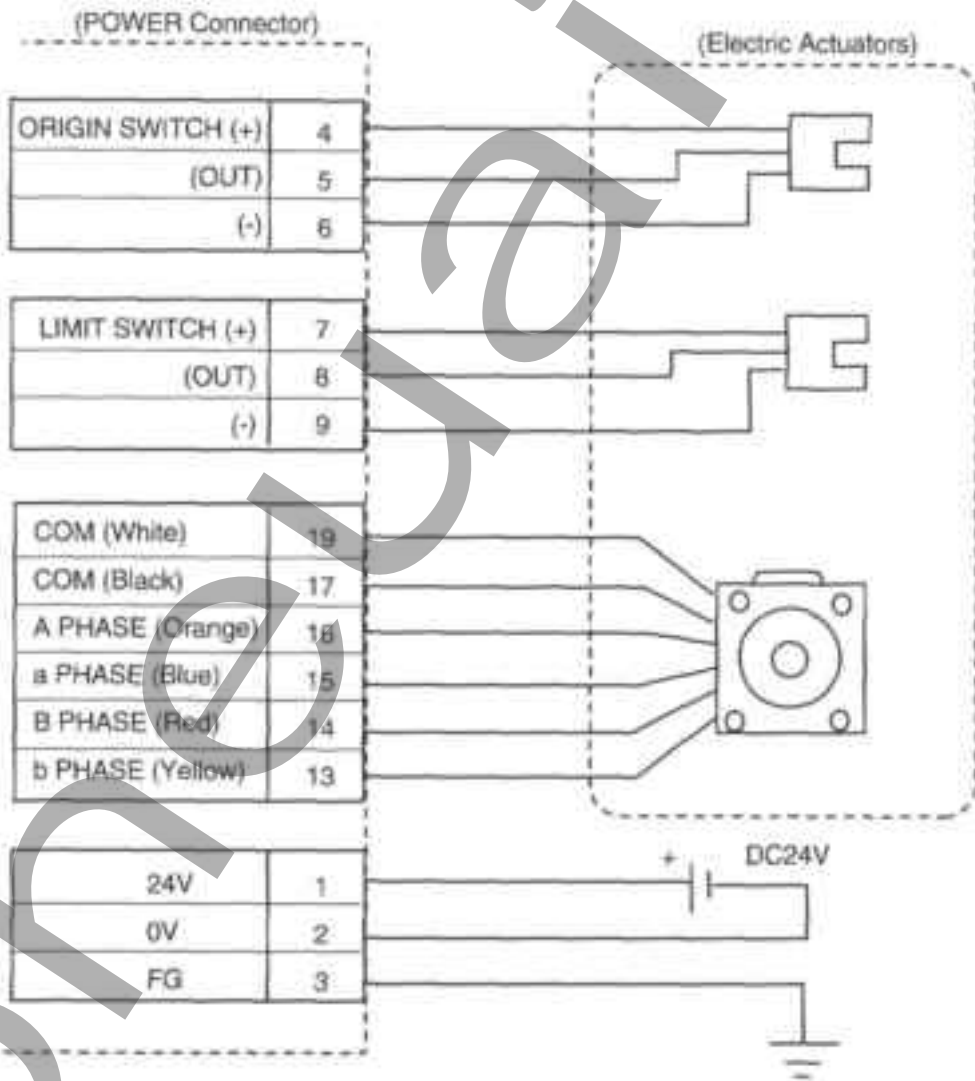 (POWER Connector)
(Electric Actuators)
ORIGIN SWITCH (+) 4
(OUT) 5
(-) 6
LIMIT SWITCH (+) 7
(OUT) 8
(-) 9
COM (White) 19
COM (Black) 17
A PHASE (Orange) 16
a PHASE (Blue) 15
B PHASE (Red) 14
b PHASE (Yellow) 13
+ DC24V
24V 1
0V 2
FG 3